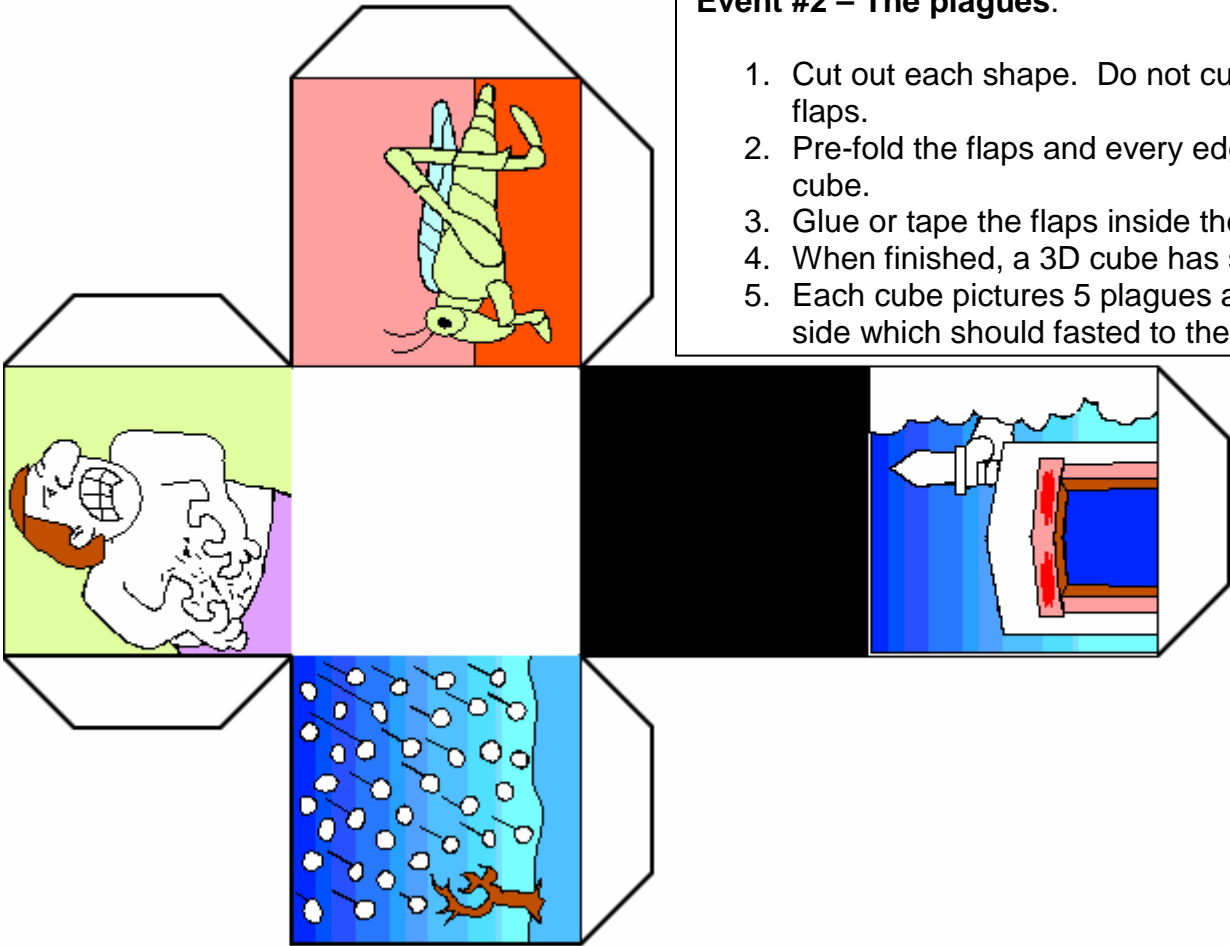 Event #2 – The plagues:
1. Cut out each shape. Do not cu
flaps.
2. Pre-fold the flaps and every ed
cube.
3. Glue or tape the flaps inside the
4. When finished, a 3D cube has
5. Each cube pictures 5 plagues a
side which should fasted to the